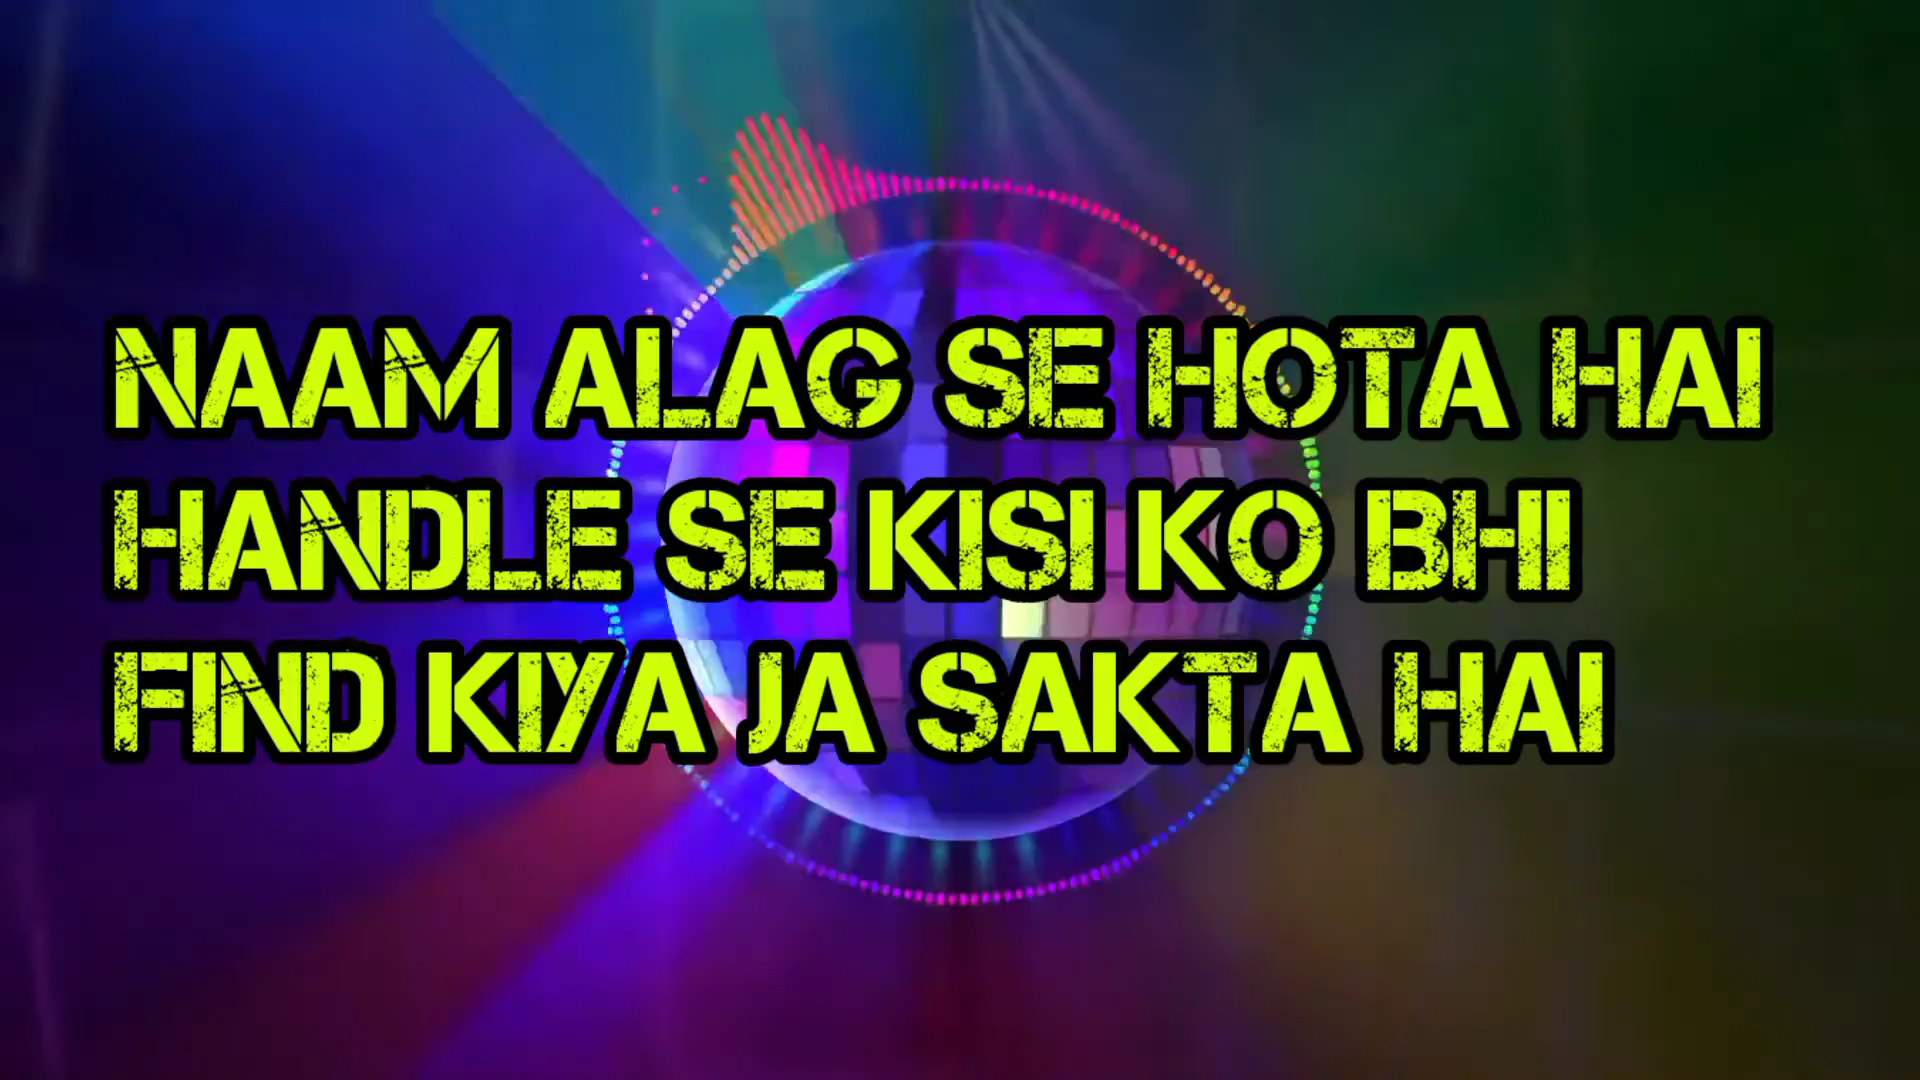 NAAM ALAG SE HOTA HAI
HANDLE SE KISI KO BHI
FIND KIYA JA SAKTA HAI